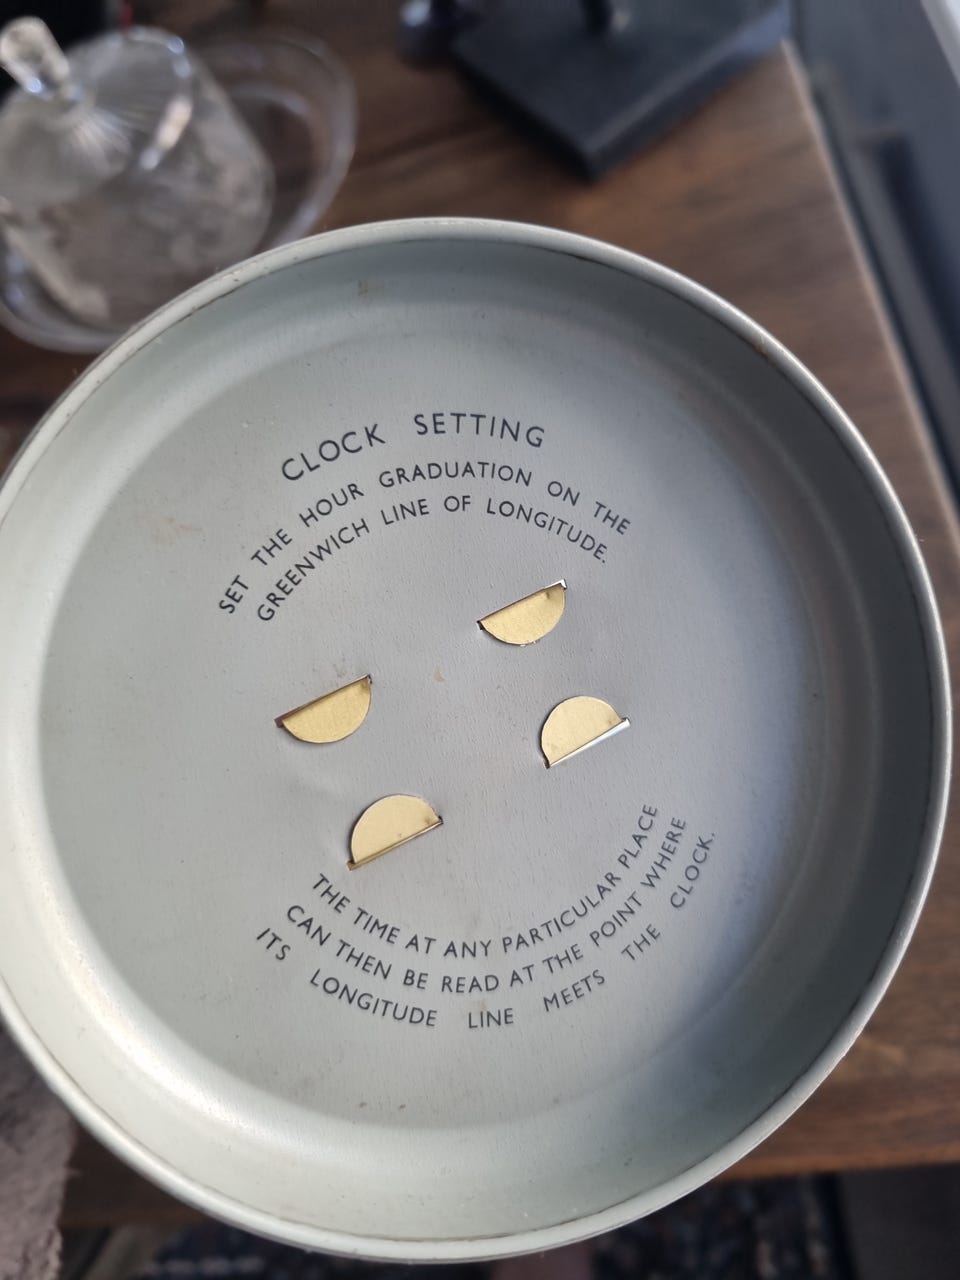 CLOCK SETTING
SET THE HOUR GRADUATION ON THE
GREENWICH LINE OF LONGITUDE.
THE TIME AT ANY PARTICULAR PLACE
CAN THEN BE READ AT THE POINT WHERE
ITS LONGITUDE LINE MEETS THE CLOCK.